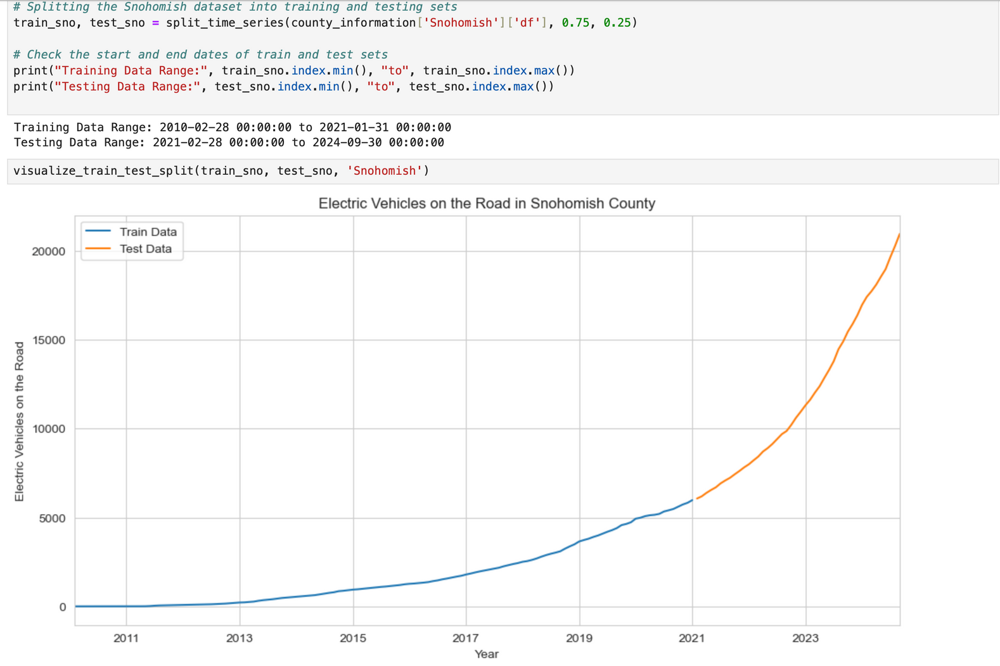 # Splitting the Snohomish dataset into training and testing sets
train_sno, test_sno = split_time_series(county_information['Snohomish']['df'], 0.75, 0.25)
# Check the start and end dates of train and test sets
print("Training Data Range:", train_sno.index.min(), "to", train_sno.index.max())
print("Testing Data Range:", test_sno.index.min(), "to", test_sno.index.max())
Training Data Range: 2010-02-28 00:00:00 to 2021-01-31 00:00:00
Testing Data Range: 2021-02-28 00:00:00 to 2024-09-30 00:00:00
visualize_train_test_split(train_sno, test_sno, 'Snohomish')
Electric Vehicles on the Road in Snohomish County
Train Data
Test Data
20000
15000
10000
5000
0
Electric Vehicles on the Road
2011 2013 2015 2017 2019 2021 2023
Year